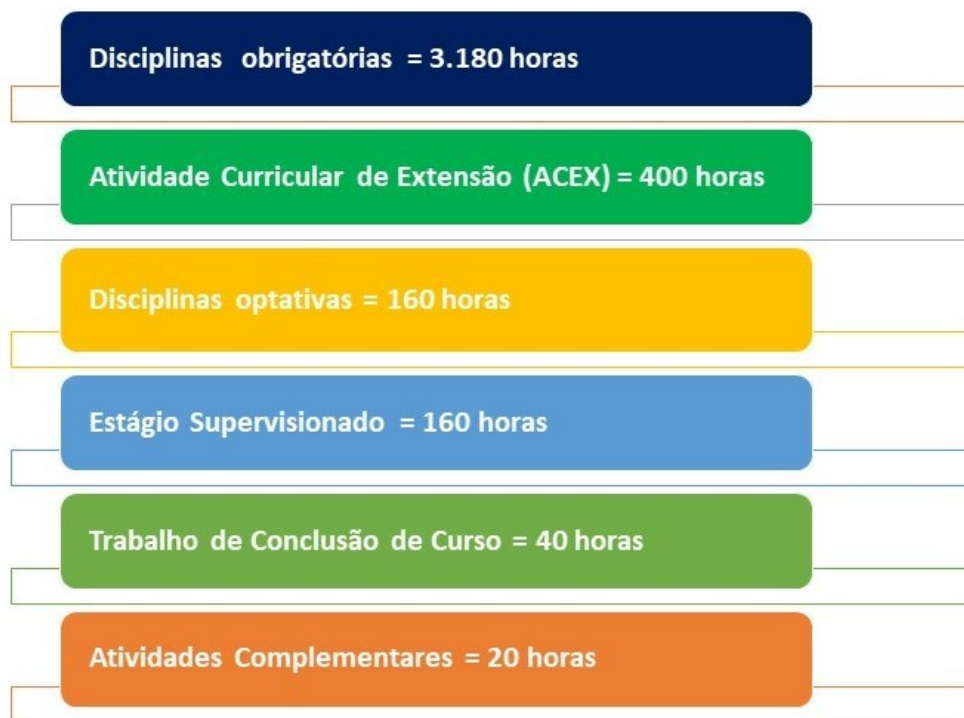 Disciplinas obrigatórias = 3.180 horas
Atividade Curricular de Extensão (ACEX) = 400 horas
Disciplinas optativas = 160 horas
Estágio Supervisionado = 160 horas
Trabalho de Conclusão de Curso = 40 horas
Atividades Complementares = 20 horas